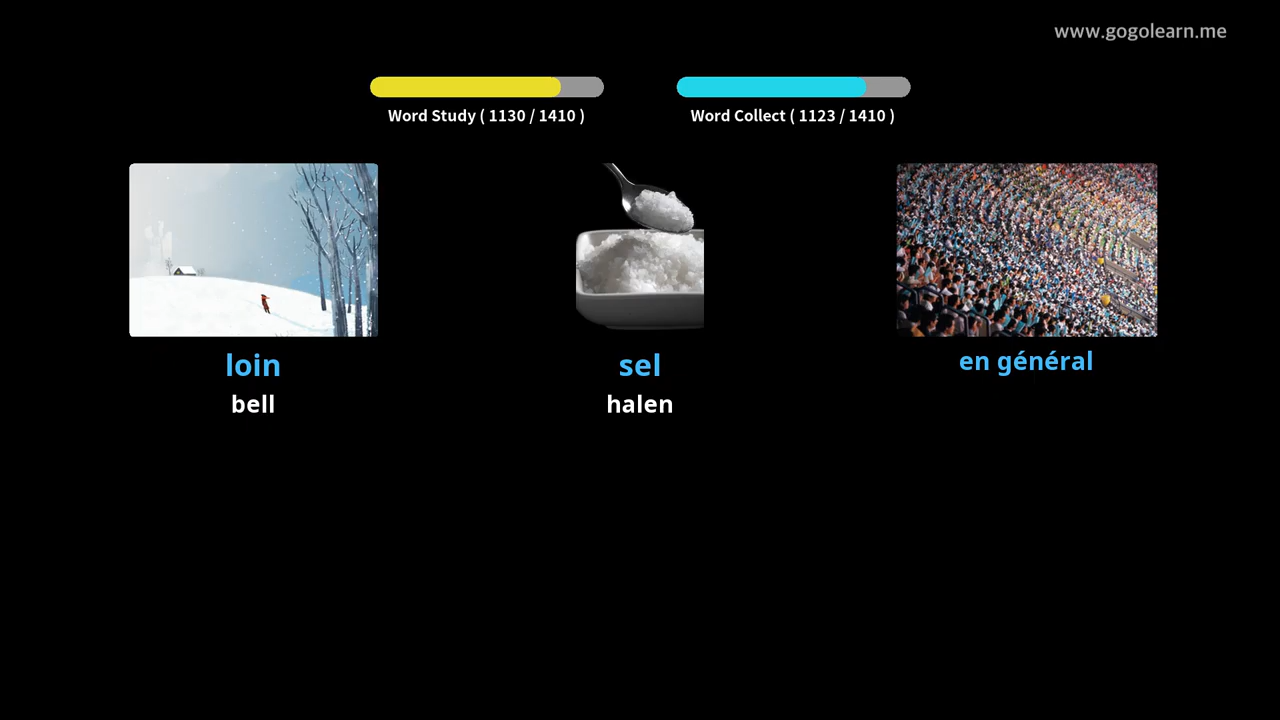 www.gogolearn.me
Word Study ( 1130 / 1410 )
Word Collect ( 1123 / 1410 )
loin
bell
sel
halen
en général